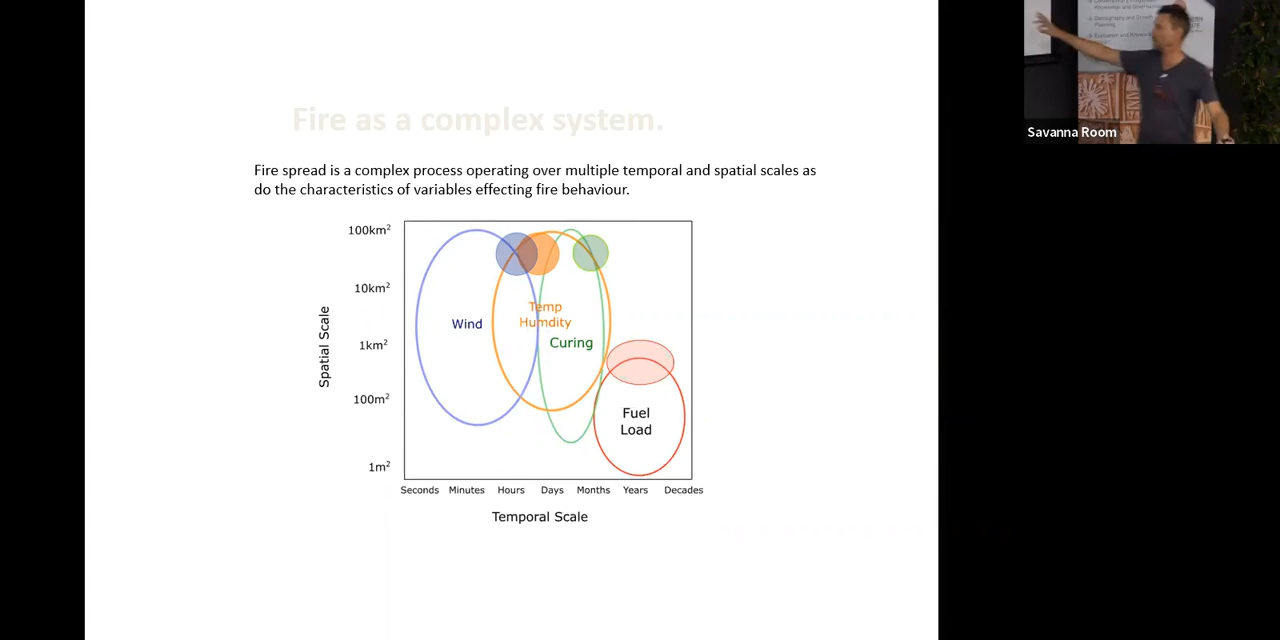 Fire as a complex system.
Fire spread is a complex process operating over multiple temporal and spatial scales as
do the characteristics of variables effecting fire behaviour.
Spatial Scale
100km²
10km²
1km²
100m²
1m²
Wind
Temp
Humdity
Curing
Fuel
Load
Seconds Minutes Hours Days Months Years Decades
Temporal Scale
Savanna Room